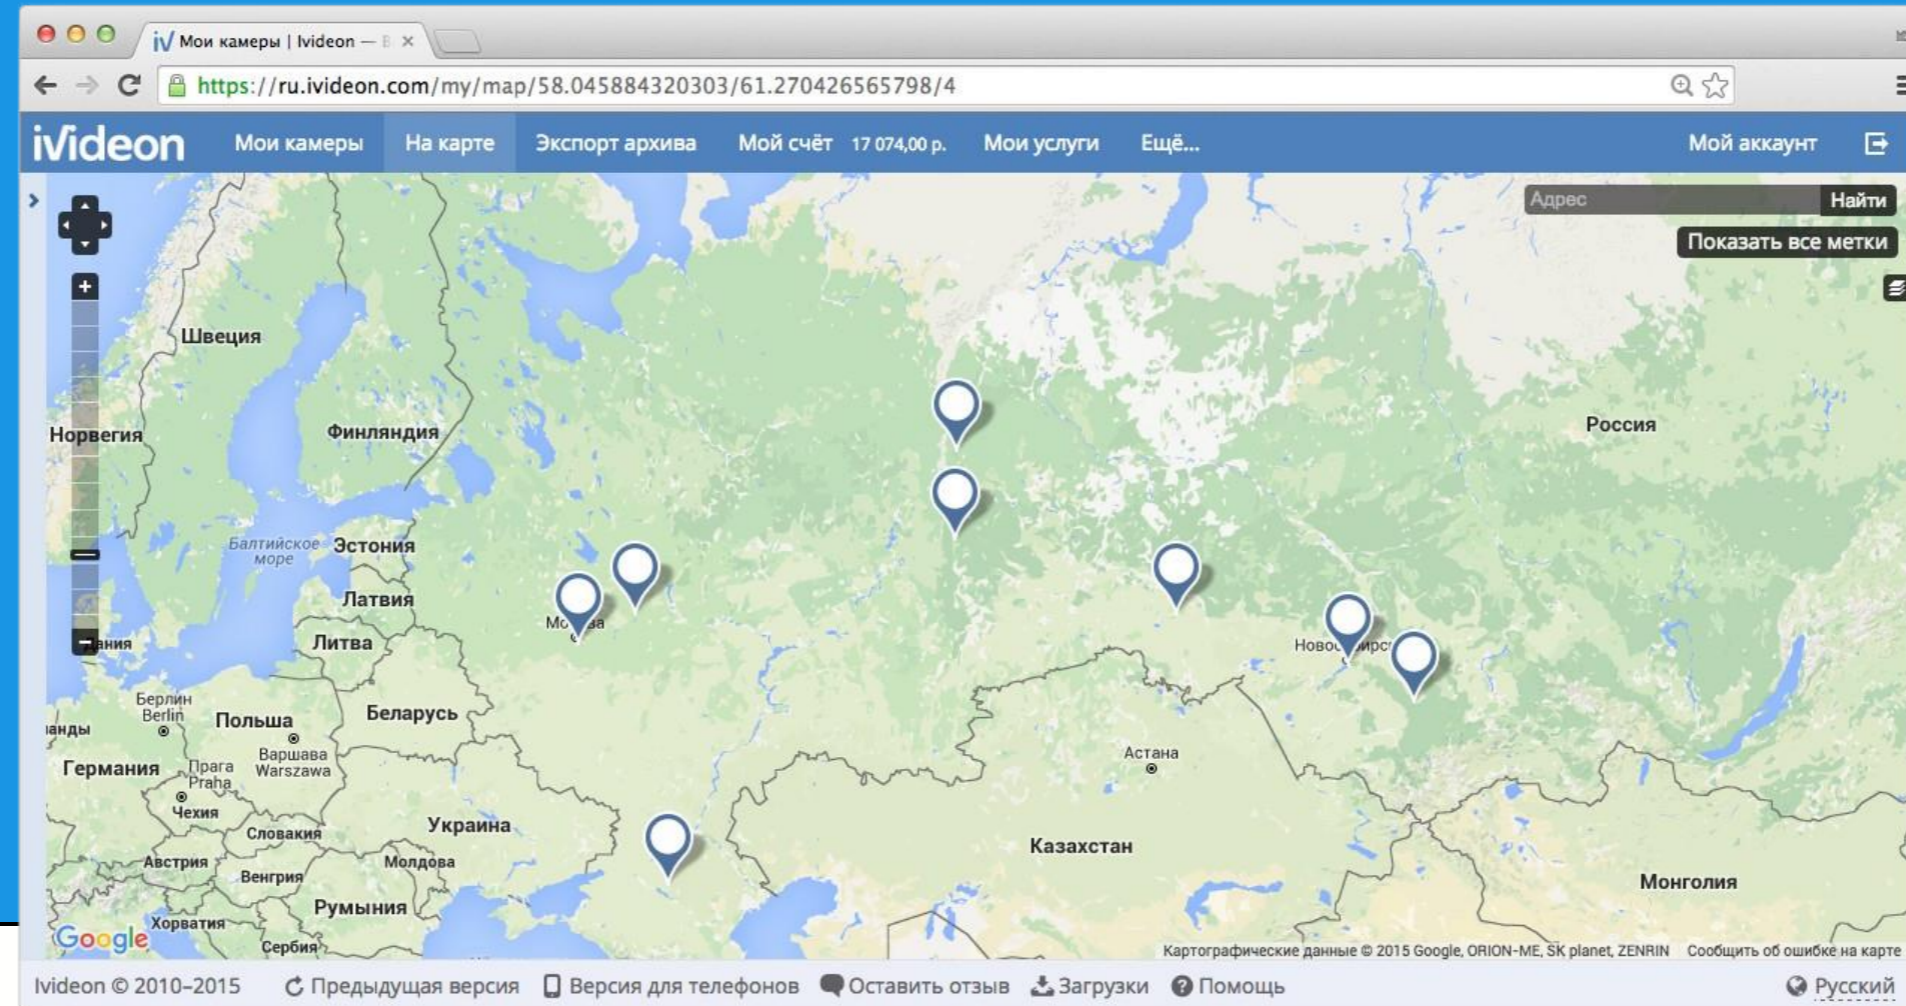 Мои камеры | Ivideon —
https://ru.ivideon.com/my/map/58.045884320303/61.270426565798/4
iVideon Мои камеры На карте Экспорт архива Мой счёт 17 074,00 р. Мои услуги Ещё... Мой аккаунт
Адрес Найти
Показать все метки
Швеция
Норвегия
Финляндия
Россия
Балтийское
море
Эстония
Латвия
Москва
Литва
Дания
Новосибирск
Берлин
Berlin
Польша
Беларусь
Варшава
Warszawa
Германия
Прага
Praha
Астана
Чехия
Словакия
Украина
Австрия
Венгрия
Молдова
Казахстан
Монголия
Румыния
Хорватия
Google
Сербия
Картографические данные © 2015 Google, ORION-ME, SK planet, ZENRIN Сообщить об ошибке на карте
Ivideon © 2010–2015 Предыдущая версия Версия для телефонов Оставить отзыв Загрузки Помощь Русский